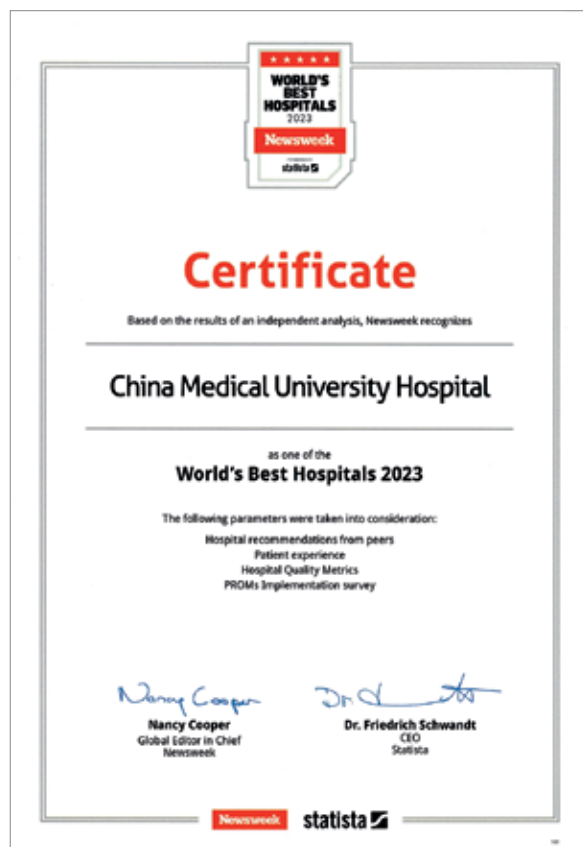 WORLD'S
BEST
HOSPITALS
2023
Newsweek
statista
Certificate
Based on the results of an independent analysis, Newsweek recognizes
China Medical University Hospital
as one of the
World's Best Hospitals 2023
The following parameters were taken into consideration:
Hospital recommendations from peers
Patient experience
Hospital Quality Metrics
PROMs Implementation survey
Nancy Cooper
Dr.
Nancy Cooper
Global Editor in Chief
Newsweek
Dr. Friedrich Schwandt
CEO
Statista
Newsweek
statista